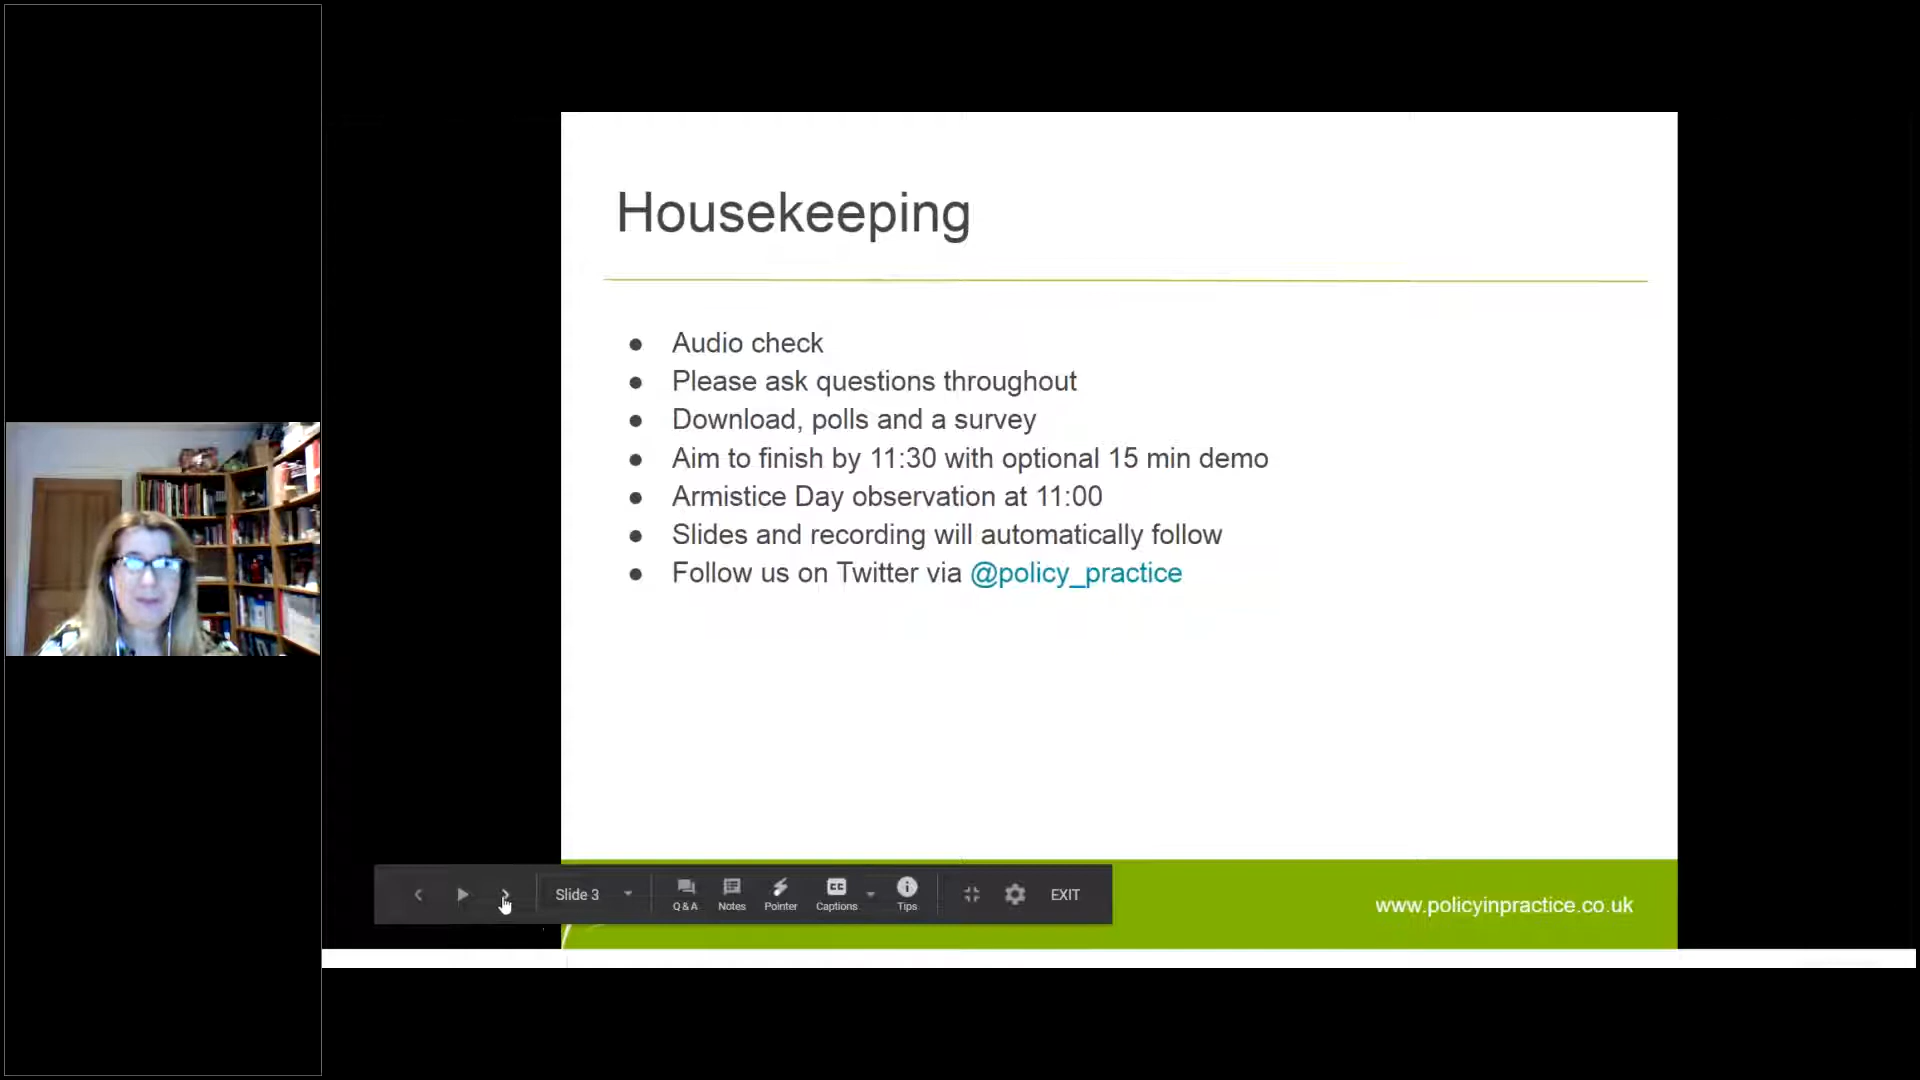 Housekeeping
● Audio check
● Please ask questions throughout
● Download, polls and a survey
● Aim to finish by 11:30 with optional 15 min demo
● Armistice Day observation at 11:00
● Slides and recording will automatically follow
● Follow us on Twitter via @policy_practice
Slide 3
Q & A
Notes
Pointer
CC
Captions
Tips
EXIT
www.policyinpractice.co.uk